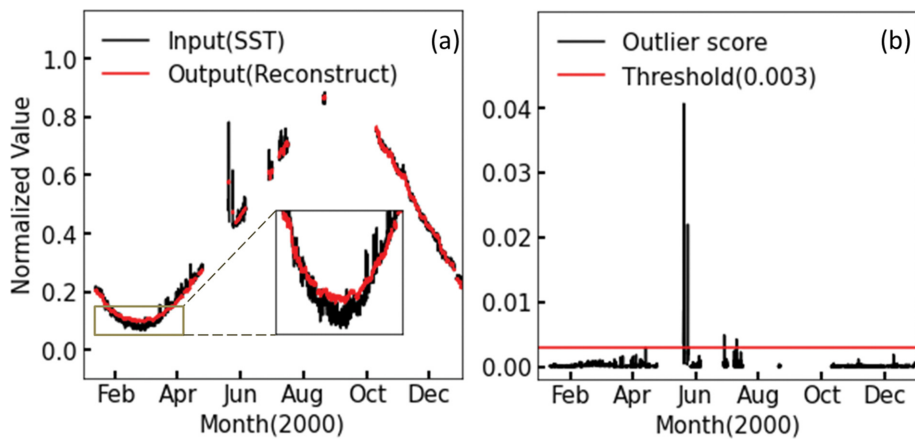 (a)
Input(SST)
Output(Reconstruct)
1.0
0.8
0.6
0.4
0.2
0.0
Normalized Value
Feb Apr Jun Aug Oct Dec
Month(2000)
(b)
Outlier score
Threshold(0.003)
0.04
0.03
0.02
0.01
0.00
Feb Apr Jun Aug Oct Dec
Month(2000)